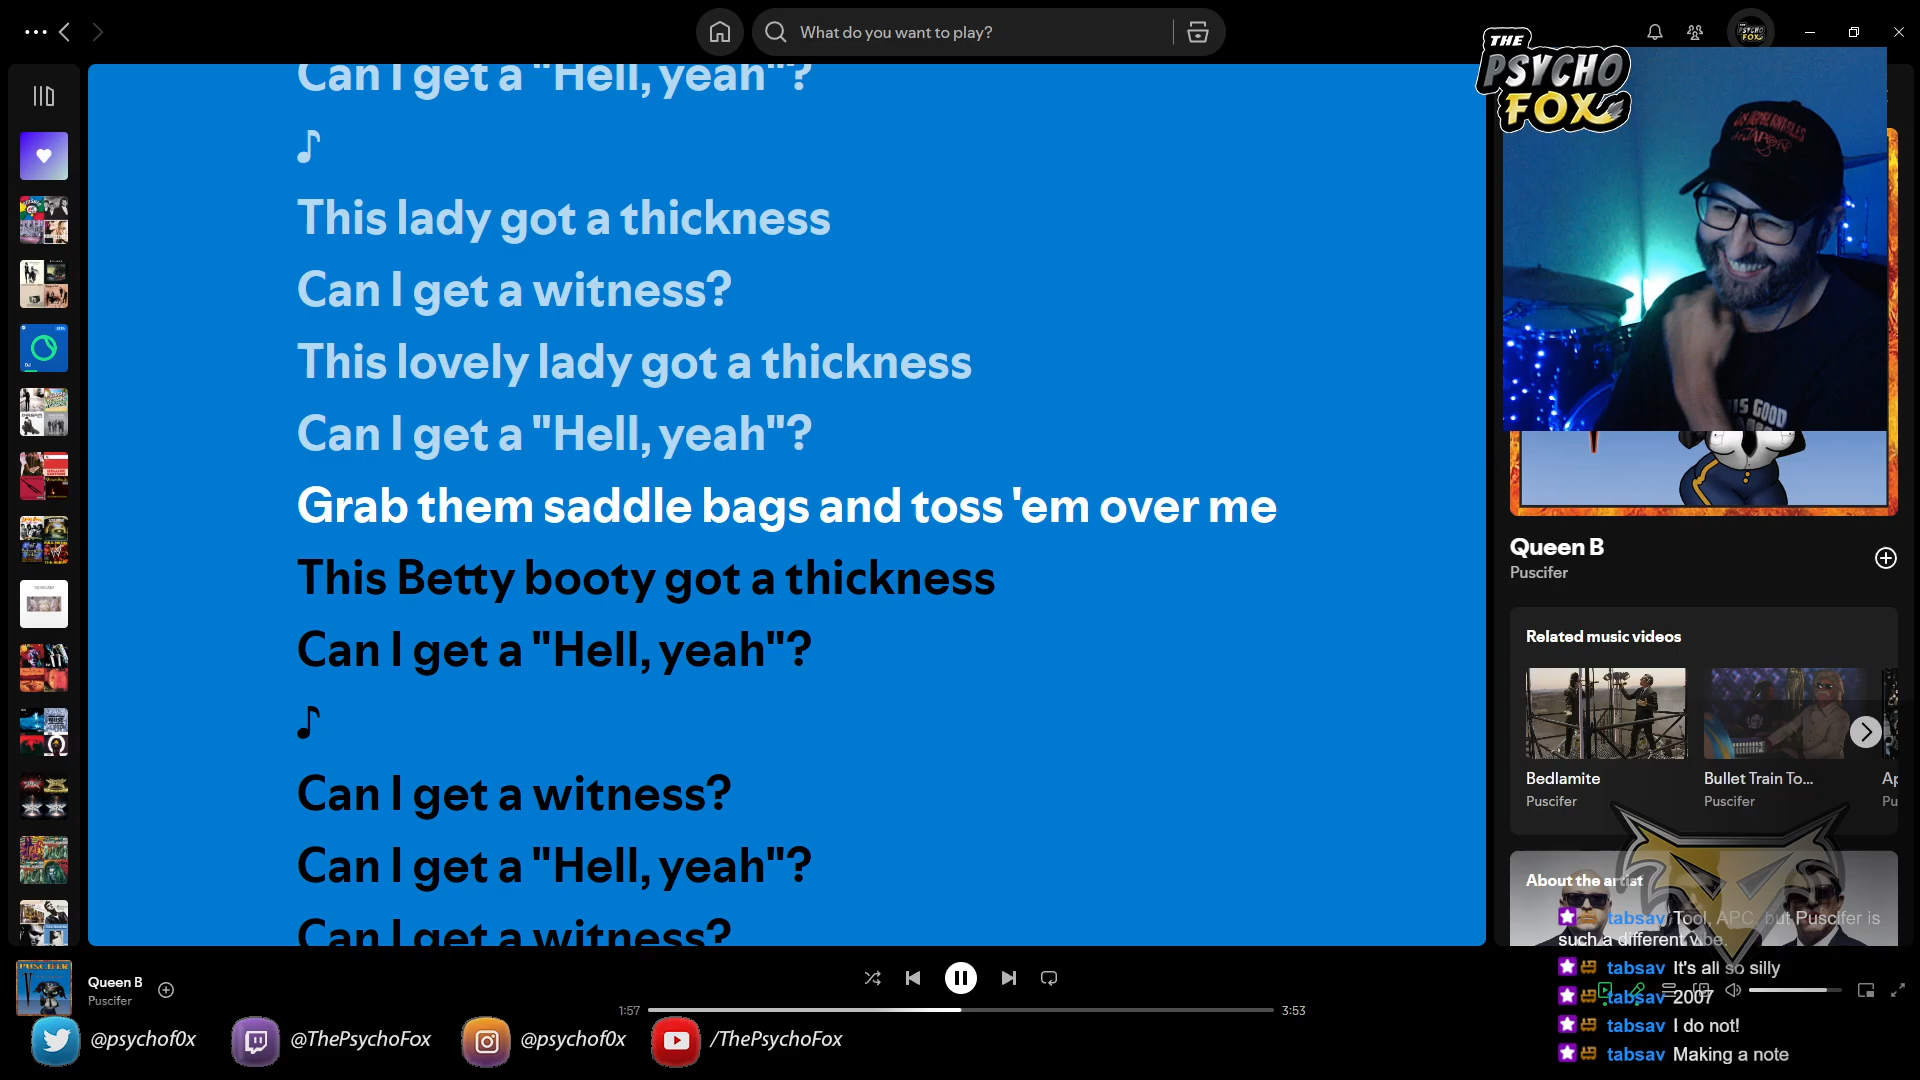 What do you want to play?
THE
PSYCHO
FOX
Can I get a "Hell, yeah"?
♪
This lady got a thickness
Can I get a witness?
This lovely lady got a thickness
Can I get a "Hell, yeah"?
Grab them saddle bags and toss 'em over me
This Betty booty got a thickness
Can I get a "Hell, yeah"?
♪
Can I get a witness?
Can I get a "Hell, yeah"?
Can I get a witness?
IS GOOD
Queen B
Puscifer
Related music videos
Bedlamite
Puscifer
Bullet Train To...
Puscifer
Ap
Pu
About the artist
tabsav Tool, APC, but Puscifer is
such a different vibe.
tabsav It's all so silly
tabsav 2007
tabsav I do not!
tabsav Making a note
PUSCIFER
Queen B
Puscifer
1:57
3:53
@psychof0x
@ThePsychoFox
@psychof0x
/ThePsychoFox